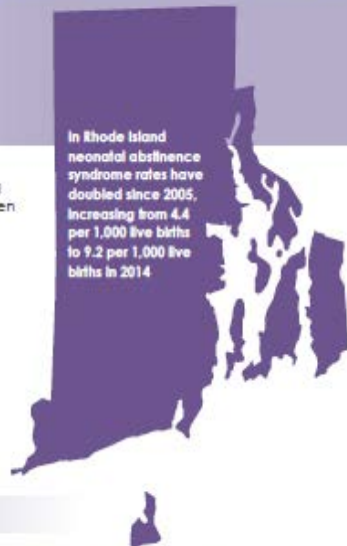 In Rhode Island
neonatal abstinence
syndrome rates have
doubled since 2005,
increasing from 4.4
per 1,000 live births
to 9.2 per 1,000 live
births in 2014
en